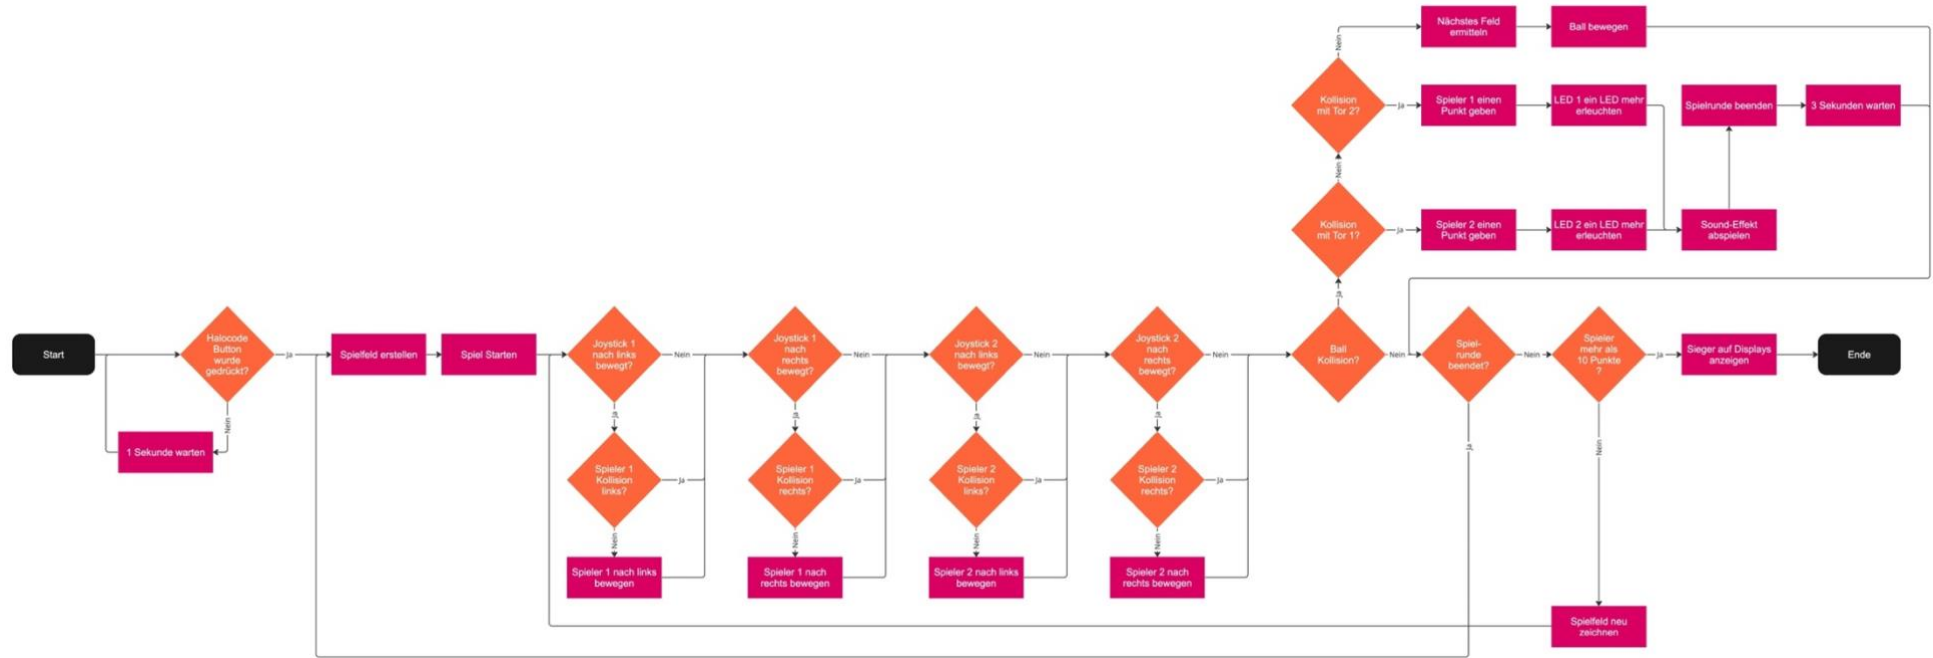 Start
Halocode
Button
wurde
gedrückt?
Nein
1 Sekunde warten
Ja
Spielfeld erstellen
Spiel Starten
Joystick 1
nach links
bewegt?
Nein
Ja
Spieler 1
Kollision
links?
Ja
Nein
Spieler 1 nach links
bewegen
Joystick 1
nach
rechts
bewegt?
Nein
Ja
Spieler 1
Kollision
rechts?
Ja
Nein
Spieler 1 nach
rechts bewegen
Joystick 2
nach links
bewegt?
Nein
Ja
Spieler 2
Kollision
links?
Ja
Nein
Spieler 2 nach links
bewegen
Joystick 2
nach
rechts
bewegt?
Nein
Ja
Spieler 2
Kollision
rechts?
Ja
Nein
Spieler 2 nach
rechts bewegen
Ball
Kollision?
Ja
Kollision
mit Tor 1?
Ja
Spieler 2 einen
Punkt geben
LED 2 ein LED mehr
erleuchten
Nein
Kollision
mit Tor 2?
Ja
Spieler 1 einen
Punkt geben
LED 1 ein LED mehr
erleuchten
Nein
Nächstes Feld
ermitteln
Ball bewegen
Sound-Effekt
abspielen
Spielrunde beenden
3 Sekunden warten
Nein
Spiel-
runde
beendet?
Ja
Nein
Spieler
mehr als
10 Punkte
?
Nein
Spielfeld neu
zeichnen
Ja
Sieger auf Displays
anzeigen
Ende